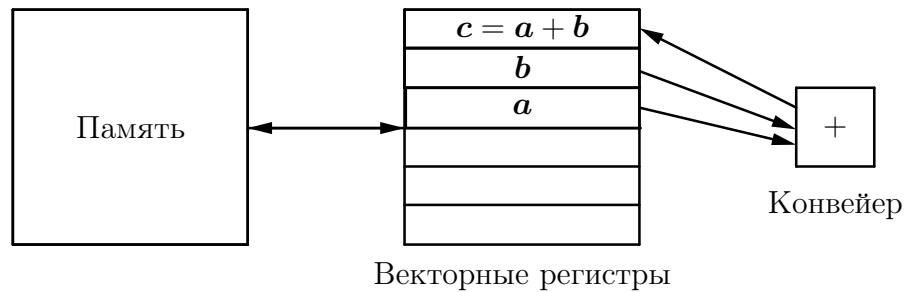 c = a + b
b
a
Память
+
Конвейер
Векторные регистры